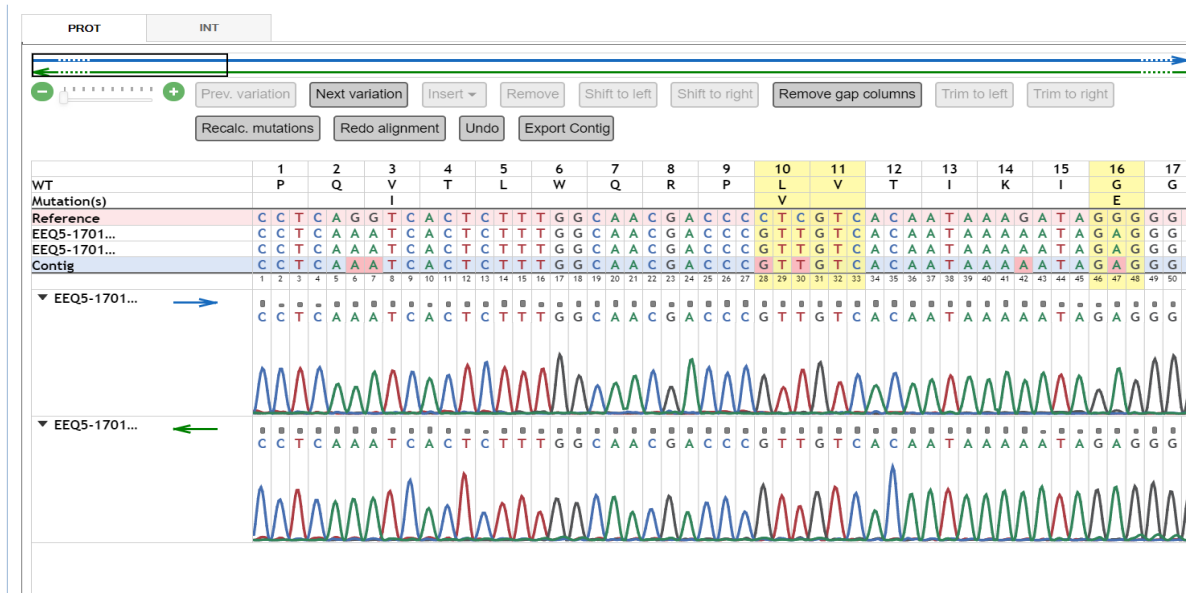 PROT INT
Prev. variation Next variation Insert Remove Shift to left Shift to right Remove gap columns Trim to left Trim to right
Recalc. mutations Redo alignment Undo Export Contig
1 2 3 4 5 6 7 8 9 10 11 12 13 14 15 16 17
WT P Q V T L W Q R P L V T I K I G G
Mutation(s) I V E
Reference C C T C A G G T C A C T C T T T G G C A A C G A C C C C T C G T C A C A A T A A A G A T A G G G G G
EEQ5-1701... C C T C A A A T C A C T C T T T G G C A A C G A C C C G T T G T C A C A A T A A A A A T A G A G G G
EEQ5-1701... C C T C A A A T C A C T C T T T G G C A A C G A C C C G T T G T C A C A A T A A A A A T A G A G G G
Contig C C T C A A A T C A C T C T T T G G C A A C G A C C C G T T G T C A C A A T A A A A A T A G A G G G
1 2 3 4 5 6 7 8 9 10 11 12 13 14 15 16 17 18 19 20 21 22 23 24 25 26 27 28 29 30 31 32 33 34 35 36 37 38 39 40 41 42 43 44 45 46 47 48 49 50
EEQ5-1701...
C C T C A A A T C A C T C T T T G G C A A C G A C C C G T T G T C A C A A T A A A A A T A G A G G G
EEQ5-1701...
C C T C A A A T C A C T C T T T G G C A A C G A C C C G T T G T C A C A A T A A A A A T A G A G G G